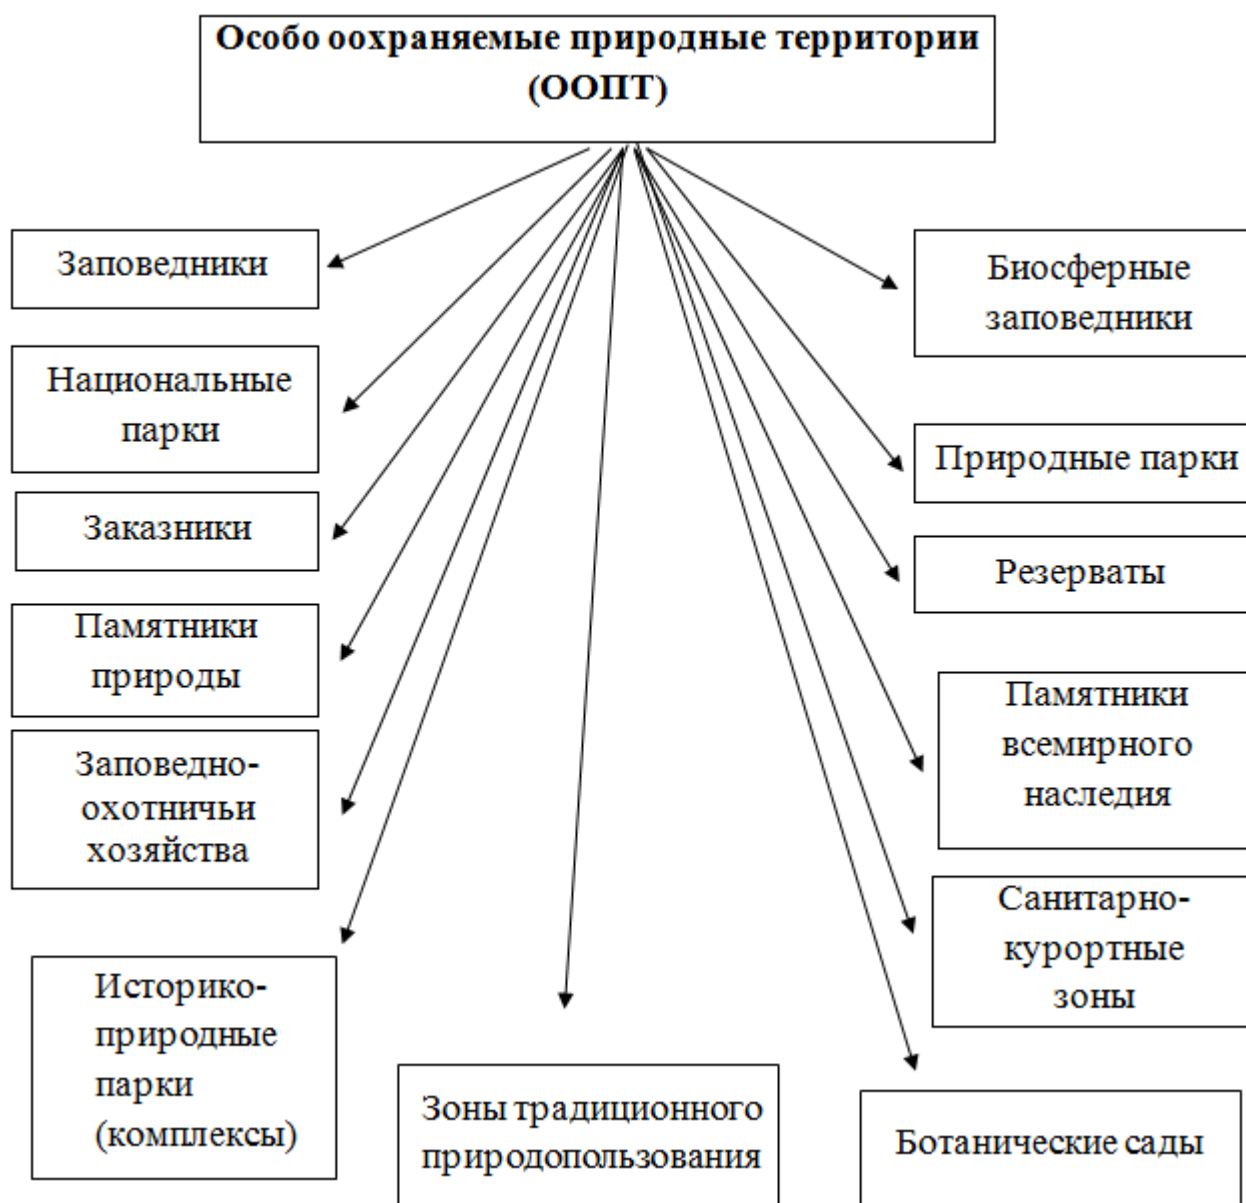 Особо оохраняемые природные территории
(ООПТ)
Заповедники
Национальные
парки
Заказники
Памятники
природы
Заповедно-
охотничьи
хозяйства
Историко-
природные
парки
(комплексы)
Зоны традиционного
природопользования
Биосферные
заповедники
Природные парки
Резерваты
Памятники
всемирного
наследия
Санитарно-
курортные
зоны
Ботанические сады